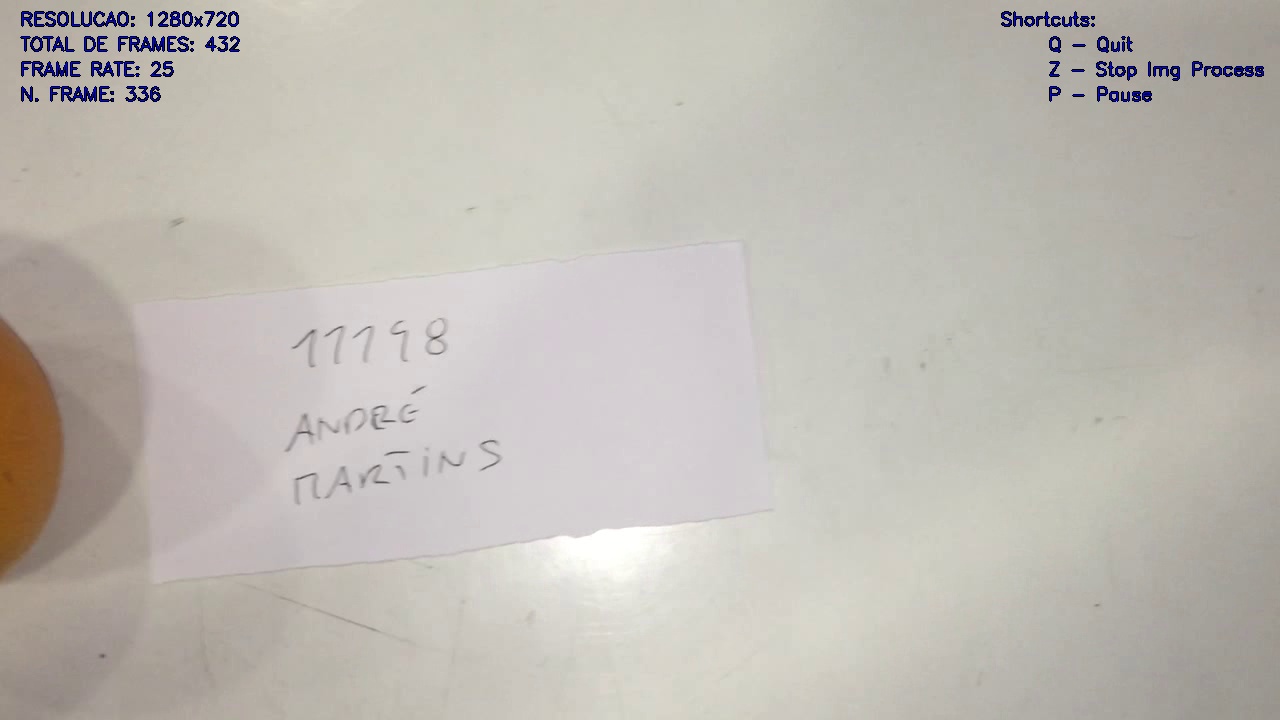 RESOLUCAO: 1280x720
TOTAL DE FRAMES: 432
FRAME RATE: 25
N. FRAME: 336
Shortcuts:
Q - Quit
Z - Stop Img Process
P - Pause
11198
ANDRÉ
MARTINS